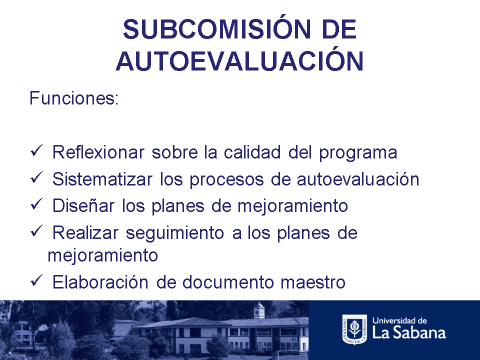 SUBCOMISIÓN DE
AUTOEVALUACIÓN
Funciones:
✓ Reflexionar sobre la calidad del programa
✓ Sistematizar los procesos de autoevaluación
✓ Diseñar los planes de mejoramiento
✓ Realizar seguimiento a los planes de
mejoramiento
✓ Elaboración de documento maestro
Universidad de
La Sabana